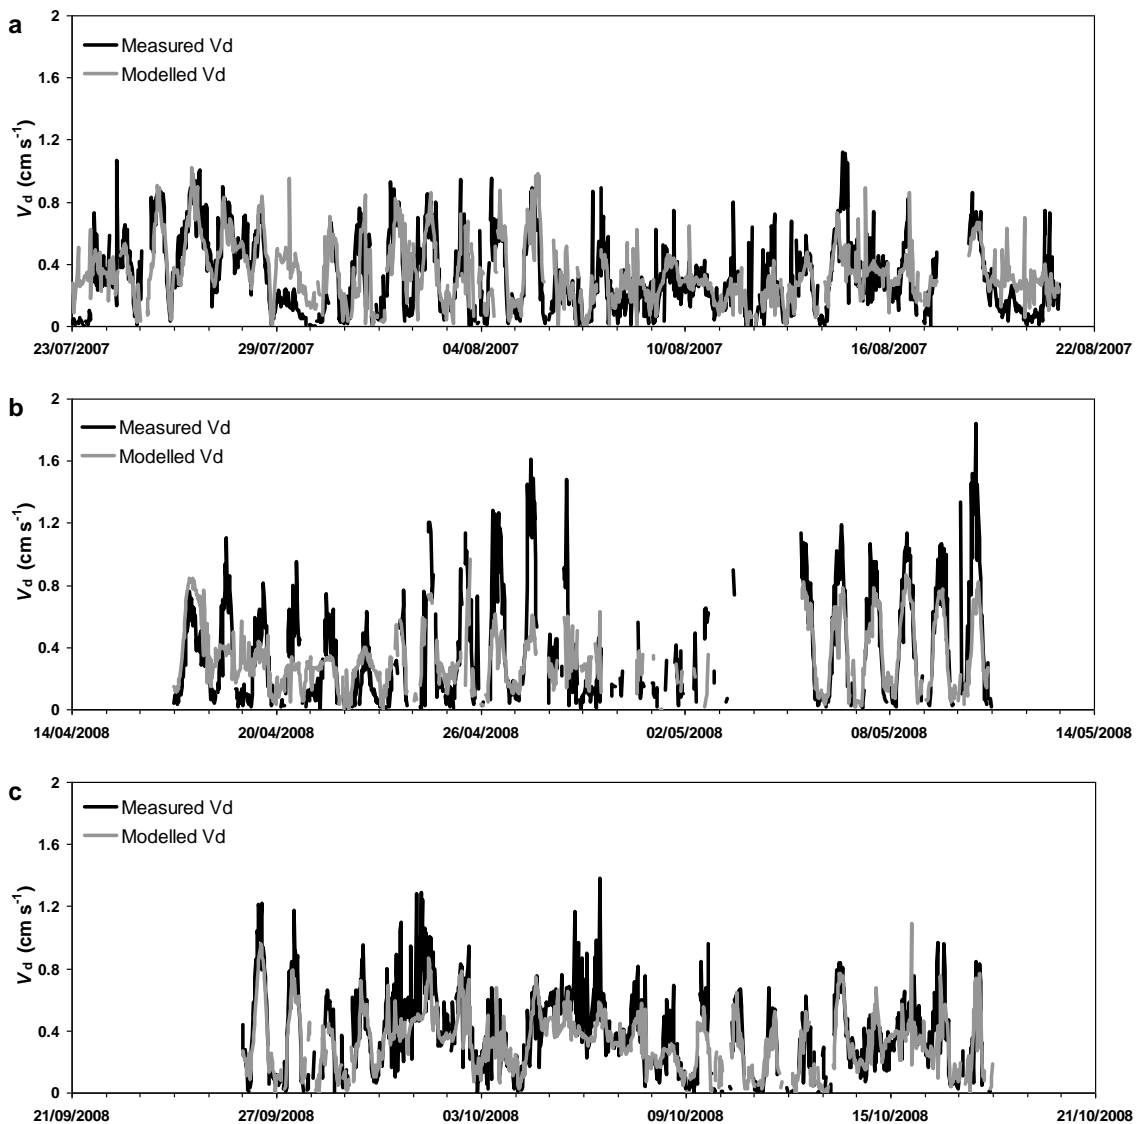 a
2
1.6
1.2
0.8
0.4
0
V_d (cm s⁻¹)
Measured Vd
Modelled Vd
23/07/2007 29/07/2007 04/08/2007 10/08/2007 16/08/2007 22/08/2007
b
2
1.6
1.2
0.8
0.4
0
V_d (cm s⁻¹)
Measured Vd
Modelled Vd
14/04/2008 20/04/2008 26/04/2008 02/05/2008 08/05/2008 14/05/2008
c
2
1.6
1.2
0.8
0.4
0
V_d (cm s⁻¹)
Measured Vd
Modelled Vd
21/09/2008 27/09/2008 03/10/2008 09/10/2008 15/10/2008 21/10/2008